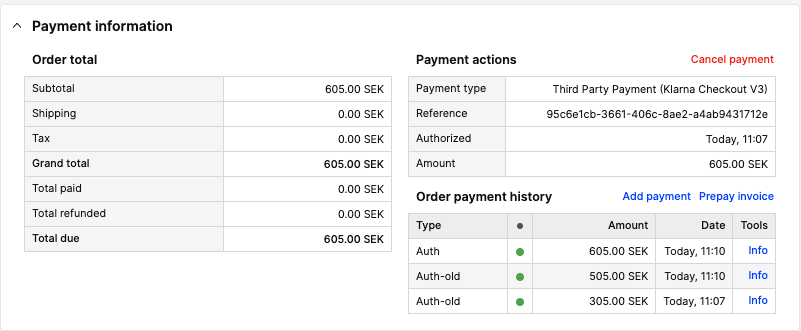 Payment information
Order total
Subtotal 605.00 SEK
Shipping 0.00 SEK
Tax 0.00 SEK
Grand total 605.00 SEK
Total paid 0.00 SEK
Total refunded 0.00 SEK
Total due 605.00 SEK
Payment actions Cancel payment
Payment type Third Party Payment (Klarna Checkout V3)
Reference 95c6e1cb-3661-406c-8ae2-a4ab9431712e
Authorized Today, 11:07
Amount 605.00 SEK
Order payment history Add payment Prepay invoice
Type Amount Date Tools
Auth 605.00 SEK Today, 11:10 Info
Auth-old 505.00 SEK Today, 11:10 Info
Auth-old 305.00 SEK Today, 11:07 Info